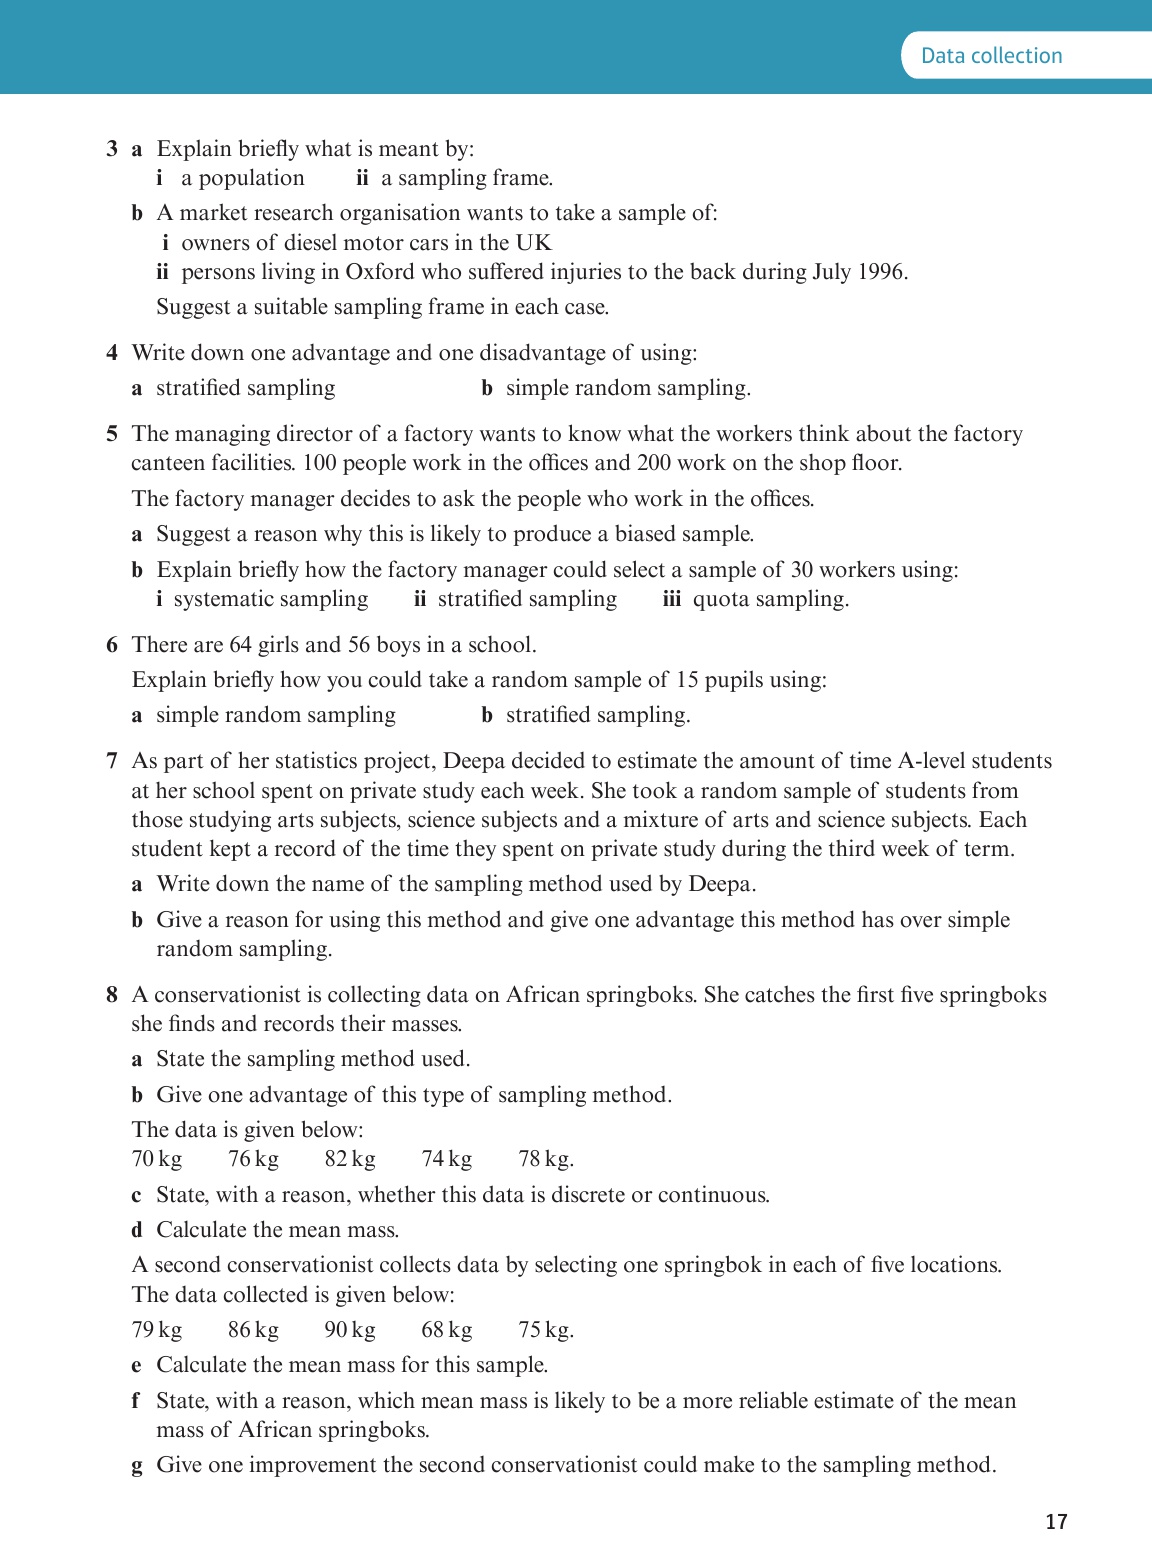 Data collection
3 a Explain briefly what is meant by:
i a population ii a sampling frame.
b A market research organisation wants to take a sample of:
i owners of diesel motor cars in the UK
ii persons living in Oxford who suffered injuries to the back during July 1996.
Suggest a suitable sampling frame in each case.
4 Write down one advantage and one disadvantage of using:
a stratified sampling b simple random sampling.
5 The managing director of a factory wants to know what the workers think about the factory
canteen facilities. 100 people work in the offices and 200 work on the shop floor.
The factory manager decides to ask the people who work in the offices.
a Suggest a reason why this is likely to produce a biased sample.
b Explain briefly how the factory manager could select a sample of 30 workers using:
i systematic sampling ii stratified sampling iii quota sampling.
6 There are 64 girls and 56 boys in a school.
Explain briefly how you could take a random sample of 15 pupils using:
a simple random sampling b stratified sampling.
7 As part of her statistics project, Deepa decided to estimate the amount of time A-level students
at her school spent on private study each week. She took a random sample of students from
those studying arts subjects, science subjects and a mixture of arts and science subjects. Each
student kept a record of the time they spent on private study during the third week of term.
a Write down the name of the sampling method used by Deepa.
b Give a reason for using this method and give one advantage this method has over simple
random sampling.
8 A conservationist is collecting data on African springboks. She catches the first five springboks
she finds and records their masses.
a State the sampling method used.
b Give one advantage of this type of sampling method.
The data is given below:
70 kg 76 kg 82 kg 74 kg 78 kg.
c State, with a reason, whether this data is discrete or continuous.
d Calculate the mean mass.
A second conservationist collects data by selecting one springbok in each of five locations.
The data collected is given below:
79 kg 86 kg 90 kg 68 kg 75 kg.
e Calculate the mean mass for this sample.
f State, with a reason, which mean mass is likely to be a more reliable estimate of the mean
mass of African springboks.
g Give one improvement the second conservationist could make to the sampling method.
17